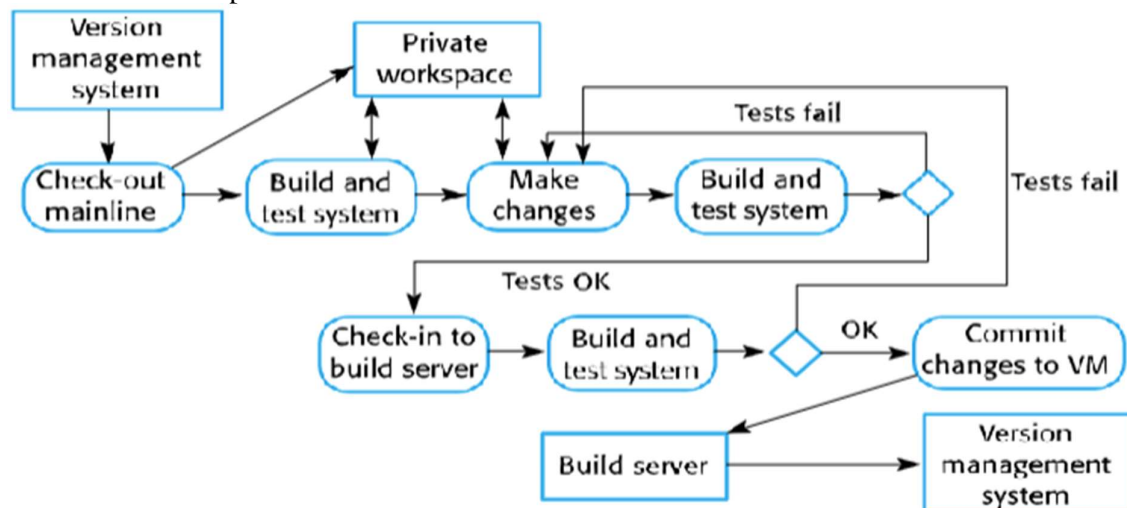 Version
management
system
Private
workspace
Tests fail
Check-out
mainline
Build and
test system
Make
changes
Build and
test system
Tests fail
Tests OK
Check-in to
build server
Build and
test system
OK
Commit
changes to VM
Build server
Version
management
system